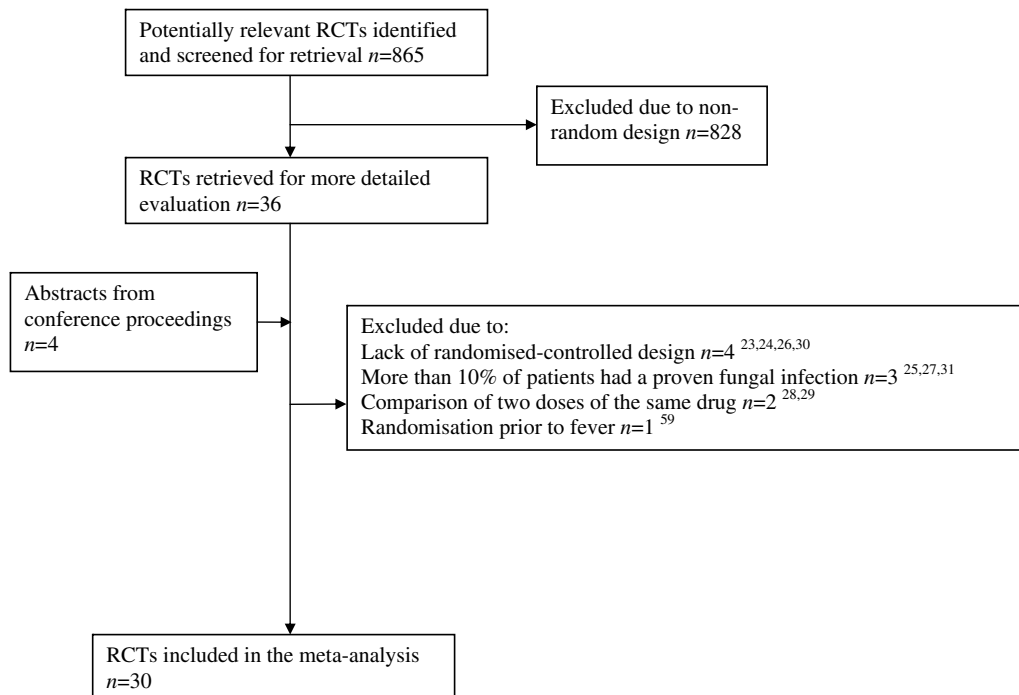 Potentially relevant RCTs identified
and screened for retrieval n=865
Excluded due to non-
random design n=828
RCTs retrieved for more detailed
evaluation n=36
Abstracts from
conference proceedings
n=4
Excluded due to:
Lack of randomised-controlled design n=4 23,24,26,30
More than 10% of patients had a proven fungal infection n=3 25,27,31
Comparison of two doses of the same drug n=2 28,29
Randomisation prior to fever n=1 59
RCTs included in the meta-analysis
n=30